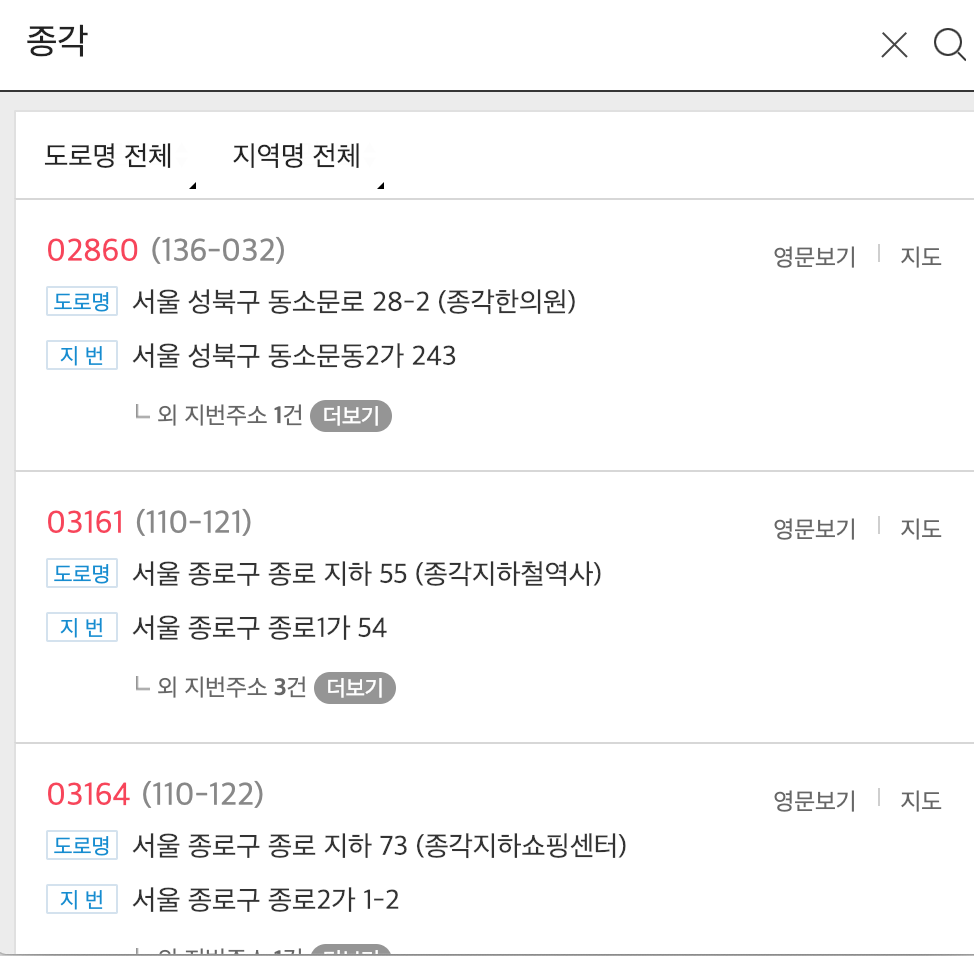 종각
도로명 전체 지역명 전체
02860 (136-032) 영문보기 지도
도로명 서울 성북구 동소문로 28-2 (종각한의원)
지 번 서울 성북구 동소문동2가 243
외 지번주소 1건 더보기
03161 (110-121) 영문보기 지도
도로명 서울 종로구 종로 지하 55 (종각지하철역사)
지 번 서울 종로구 종로1가 54
외 지번주소 3건 더보기
03164 (110-122) 영문보기 지도
도로명 서울 종로구 종로 지하 73 (종각지하쇼핑센터)
지 번 서울 종로구 종로2가 1-2